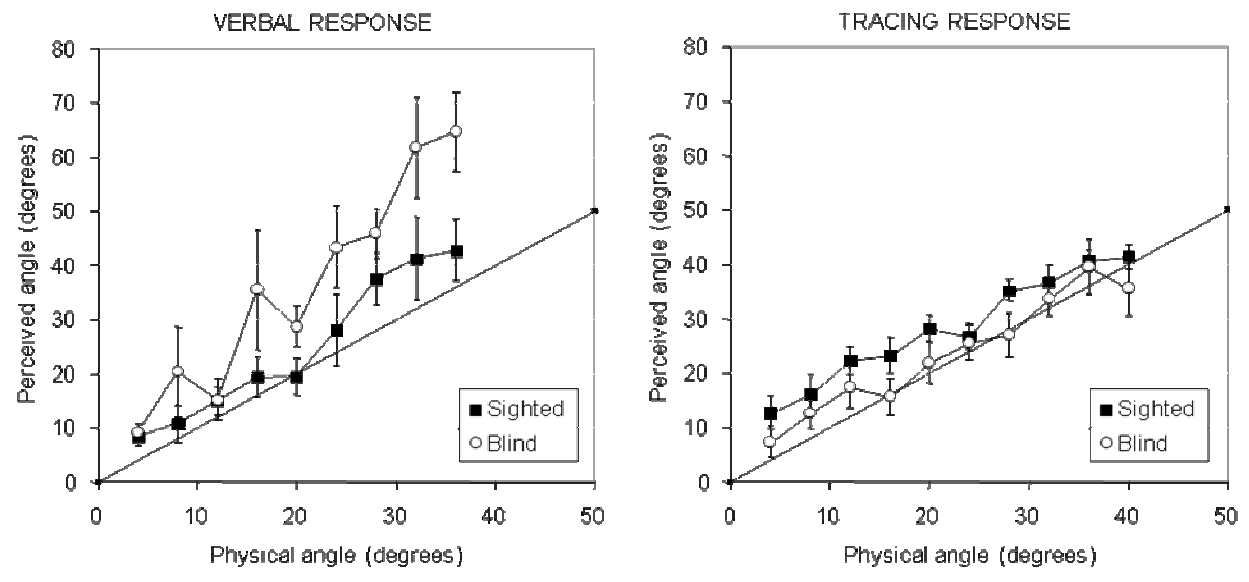 VERBAL RESPONSE
80
70
60
50
40
30
20
10
0
Perceived angle (degrees)
Sighted
Blind
0 10 20 30 40 50
Physical angle (degrees)
TRACING RESPONSE
80
70
60
50
40
30
20
10
0
Perceived angle (degrees)
Sighted
Blind
0 10 20 30 40 50
Physical angle (degrees)